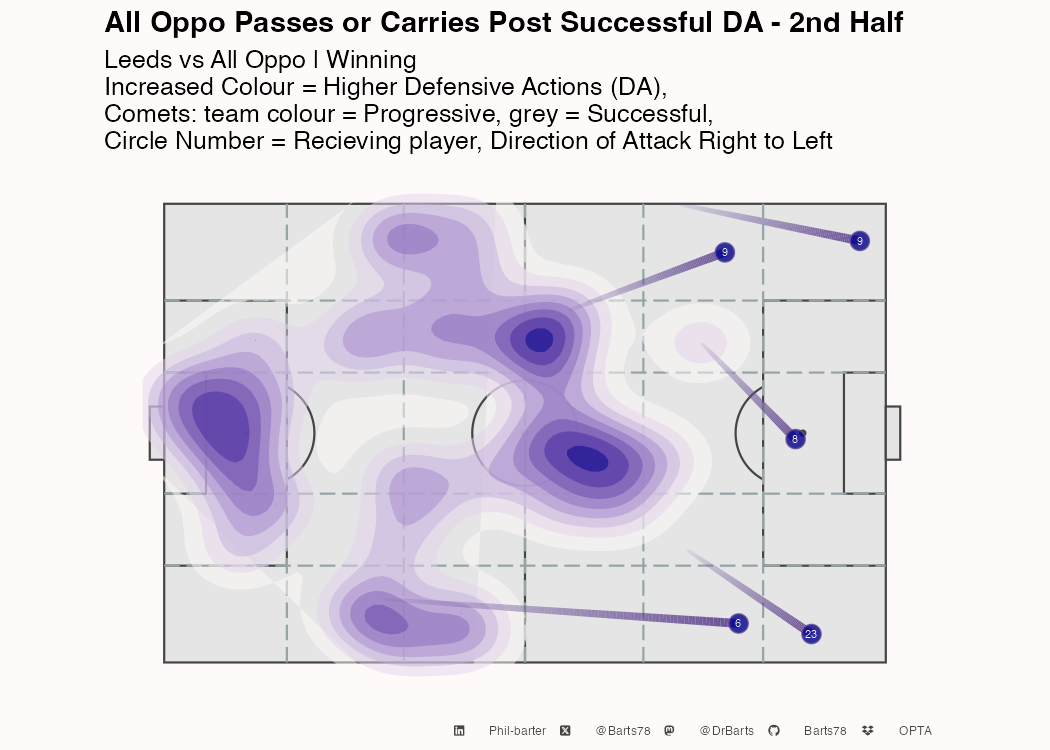 All Oppo Passes or Carries Post Successful DA - 2nd Half
Leeds vs All Oppo | Winning
Increased Colour = Higher Defensive Actions (DA),
Comets: team colour = Progressive, grey = Successful,
Circle Number = Recieving player, Direction of Attack Right to Left
9
9
8
6
23
Phil-barter @Barts78 @DrBarts Barts78 OPTA